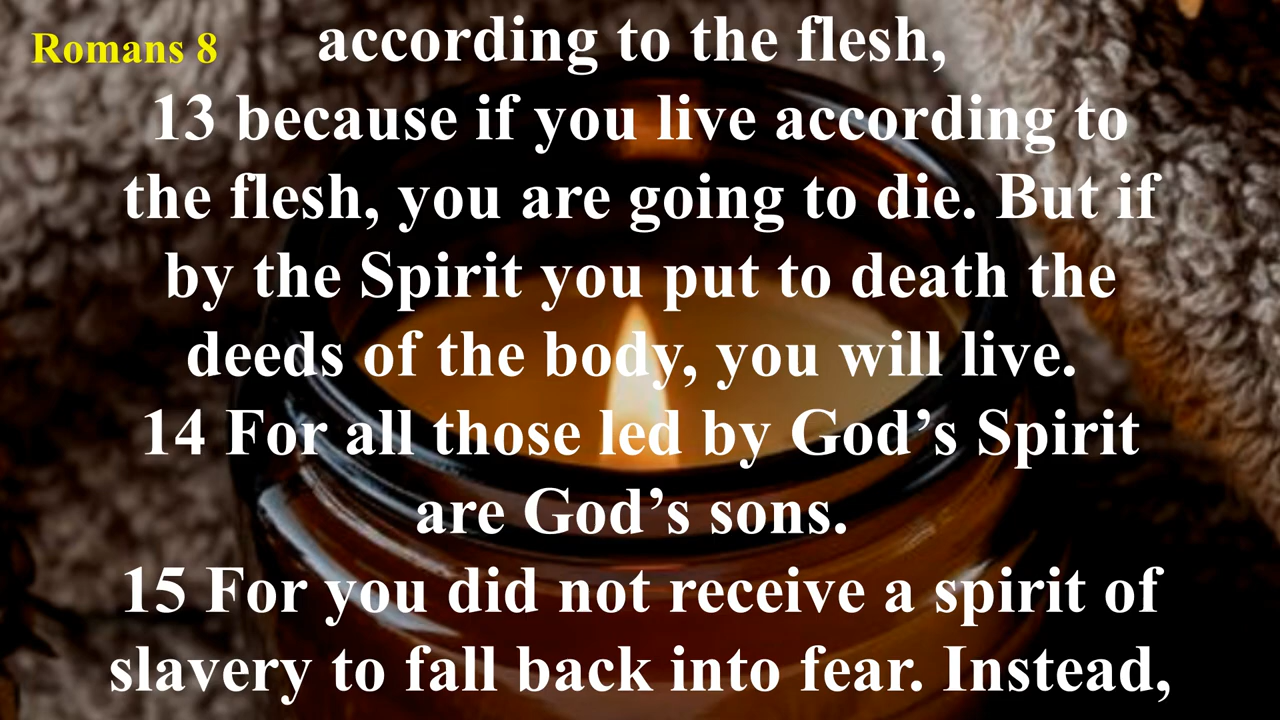 Romans 8
according to the flesh,
13 because if you live according to
the flesh, you are going to die. But if
by the Spirit you put to death the
deeds of the body, you will live.
14 For all those led by God’s Spirit
are God’s sons.
15 For you did not receive a spirit of
slavery to fall back into fear. Instead,